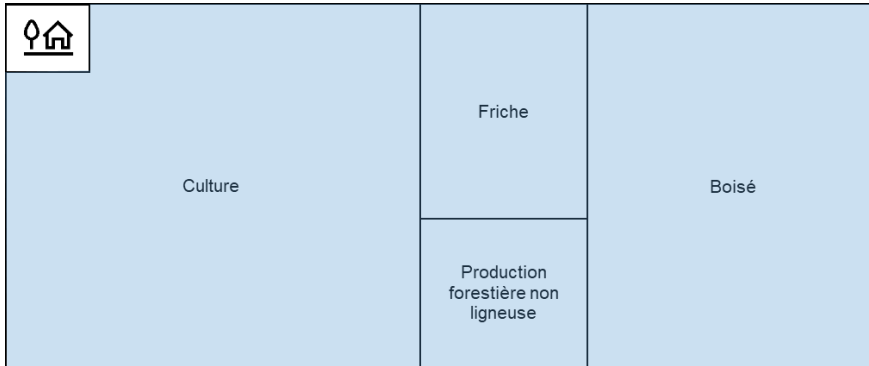 Friche
Culture
Boisé
Production
forestière non
ligneuse